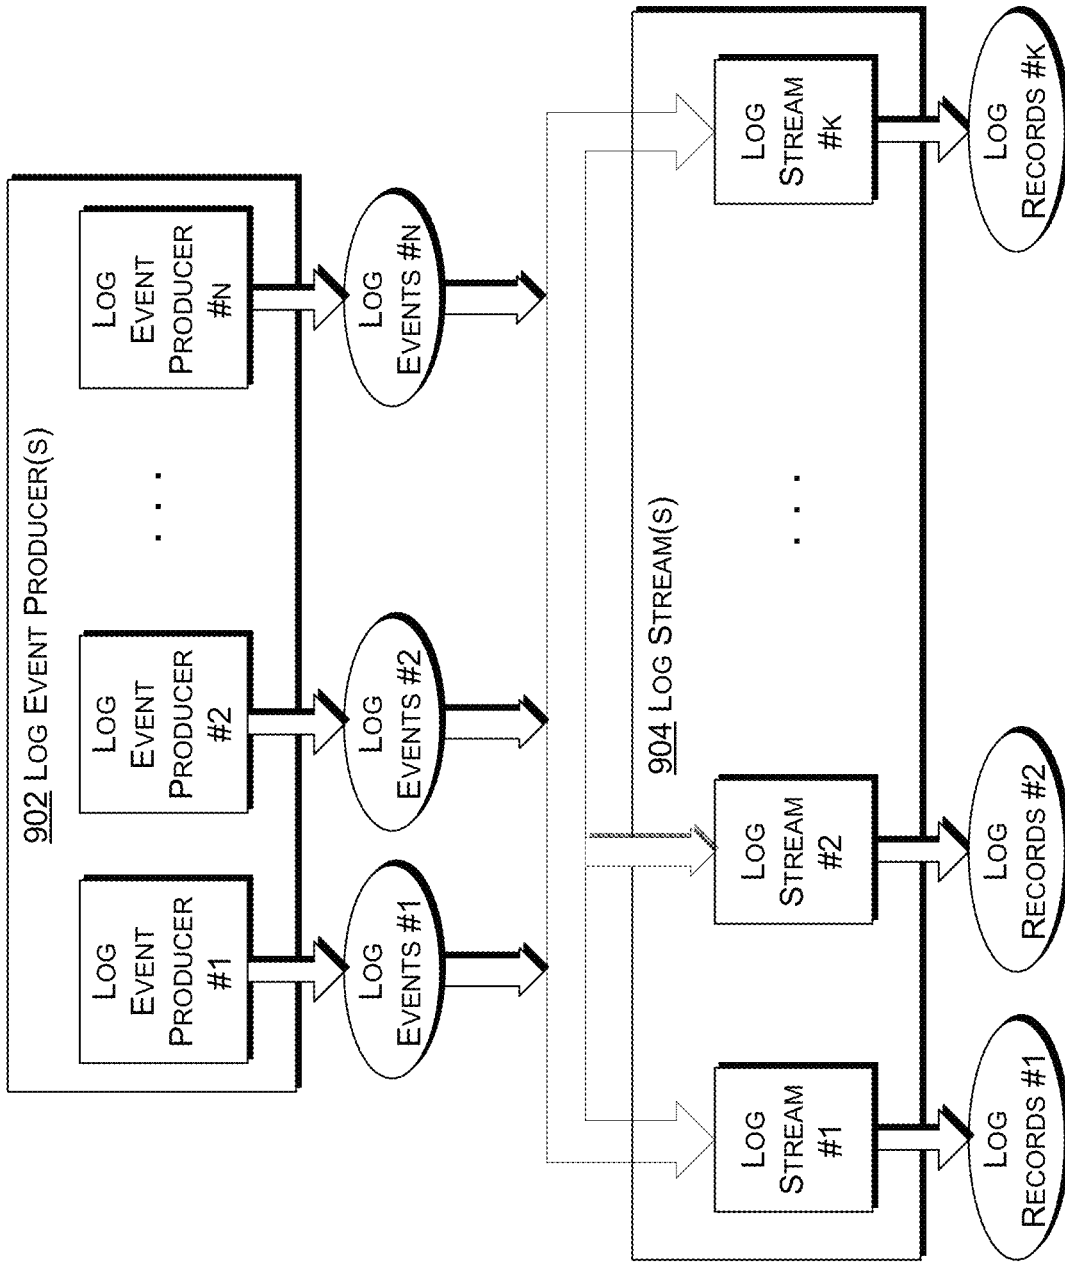 902 LOG EVENT PRODUCER(S)
LOG
EVENT
PRODUCER
#1
LOG
EVENT
PRODUCER
#2
. . .
LOG
EVENT
PRODUCER
#N
LOG
EVENTS #1
LOG
EVENTS #2
LOG
EVENTS #N
904 LOG STREAM(S)
LOG
STREAM
#1
LOG
STREAM
#2
. . .
LOG
STREAM
#K
LOG
RECORDS #1
LOG
RECORDS #2
LOG
RECORDS #K